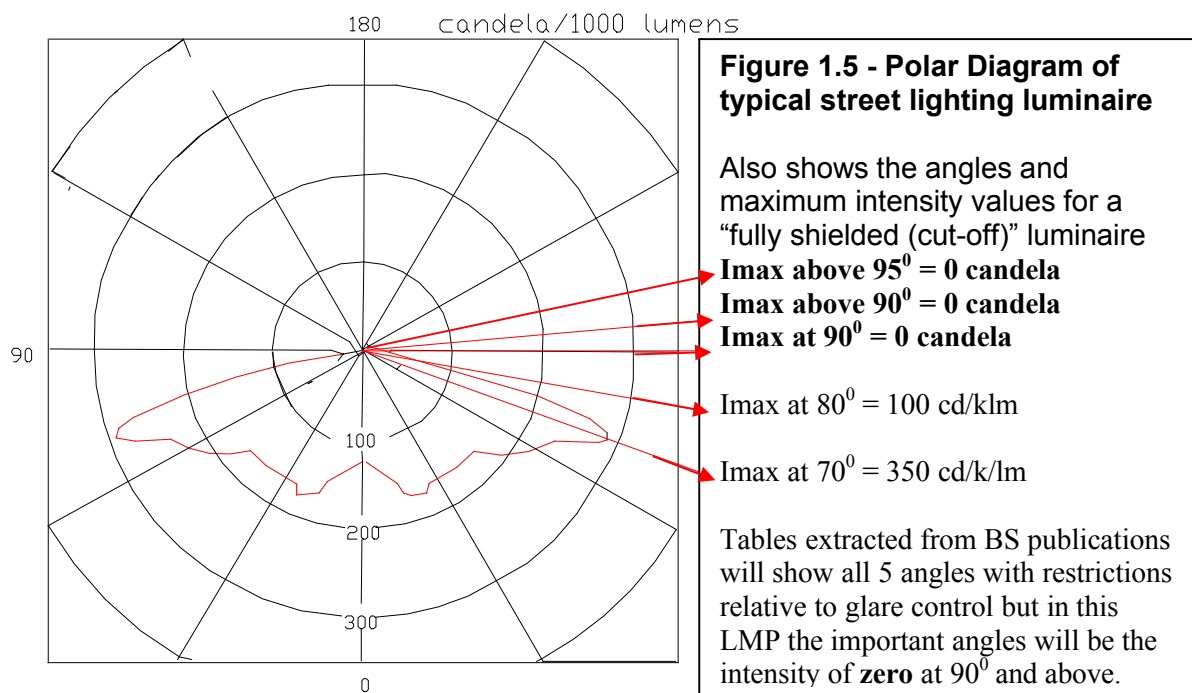 180 candela/1000 lumens
90
100
200
300
0
Figure 1.5 - Polar Diagram of
typical street lighting luminaire
Also shows the angles and
maximum intensity values for a
“fully shielded (cut-off)” luminaire
Imax above 95⁰ = 0 candela
Imax above 90⁰ = 0 candela
Imax at 90⁰ = 0 candela
Imax at 80⁰ = 100 cd/klm
Imax at 70⁰ = 350 cd/k/lm
Tables extracted from BS publications
will show all 5 angles with restrictions
relative to glare control but in this
LMP the important angles will be the
intensity of zero at 90⁰ and above.